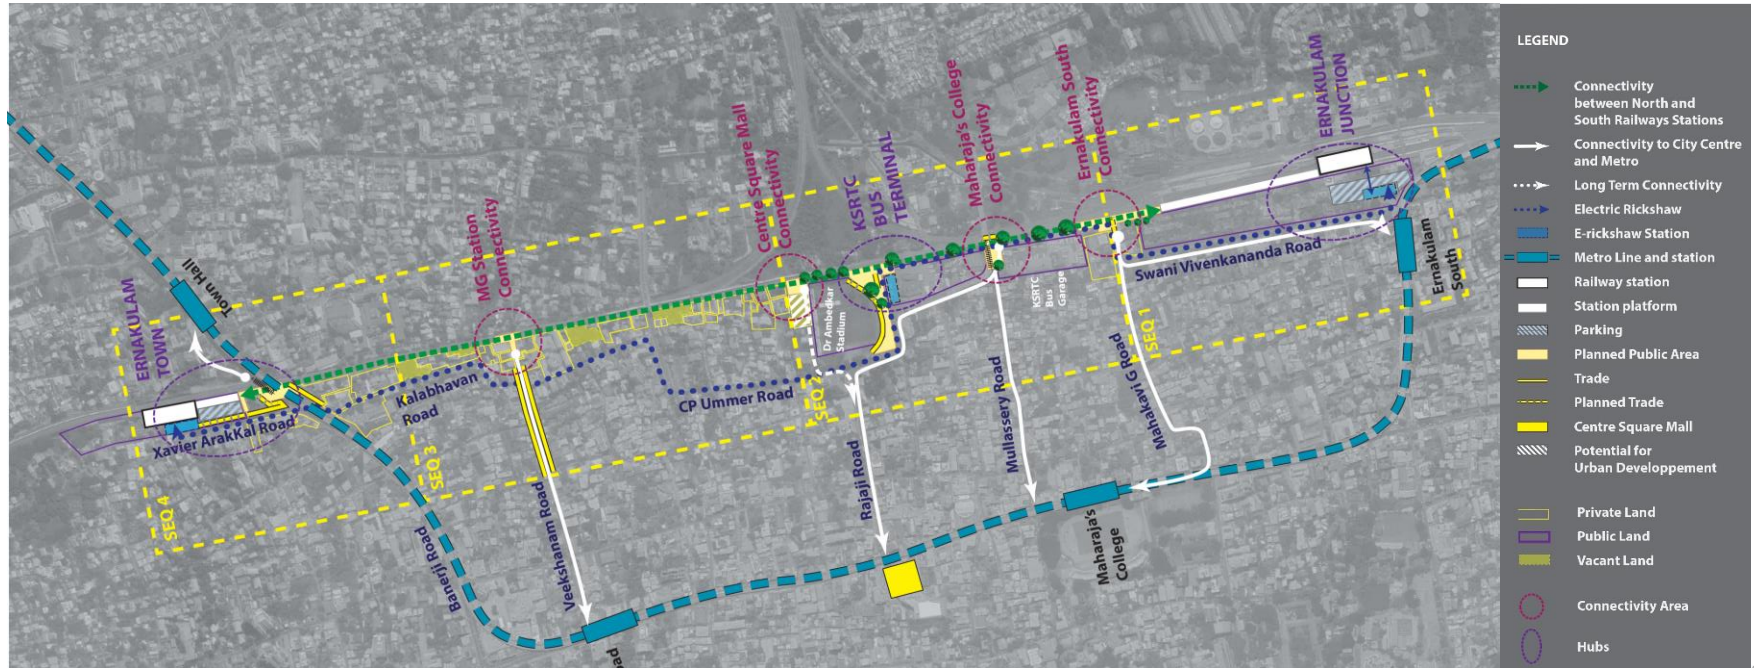 Town Hall
ERNAKULAM
TOWN
Xavier ArakKal Road
SEQ 4
SEQ 3
Kalabhavan
Road
MG Station
Connectivity
Veekshanam Road
Banerji Road
CP Ummer Road
Centre Square Mall
Connectivity
SEQ 2
Dr Ambedkar
Stadium
KSRTC
BUS
TERMINAL
Rajaji Road
Maharaja's College
Connectivity
KSRTC
Bus
Garage
Mullassery Road
Ernakulam South
Connectivity
SEQ 1
Mahakavi G Road
Maharaja's
College
Swani Vivenkananda Road
ERNAKULAM
JUNCTION
Ernakulam
South
LEGEND
Connectivity
between North and
South Railways Stations
Connectivity to City Centre
and Metro
Long Term Connectivity
Electric Rickshaw
E-rickshaw Station
Metro Line and station
Railway station
Station platform
Parking
Planned Public Area
Trade
Planned Trade
Centre Square Mall
Potential for
Urban Developpement
Private Land
Public Land
Vacant Land
Connectivity Area
Hubs